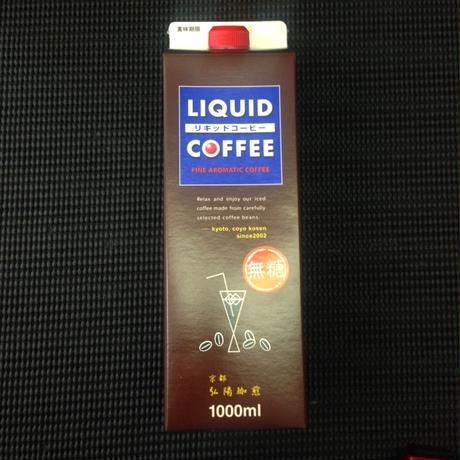 賞味期限
LIQUID
リキッドコーヒー
COFFEE
FINE AROMATIC COFFEE
Relax and enjoy our iced
coffee made from carefully
selected coffee beans.
kyoto, coyo kosen
since2002
無糖
京都
弘陽珈煎
1000ml